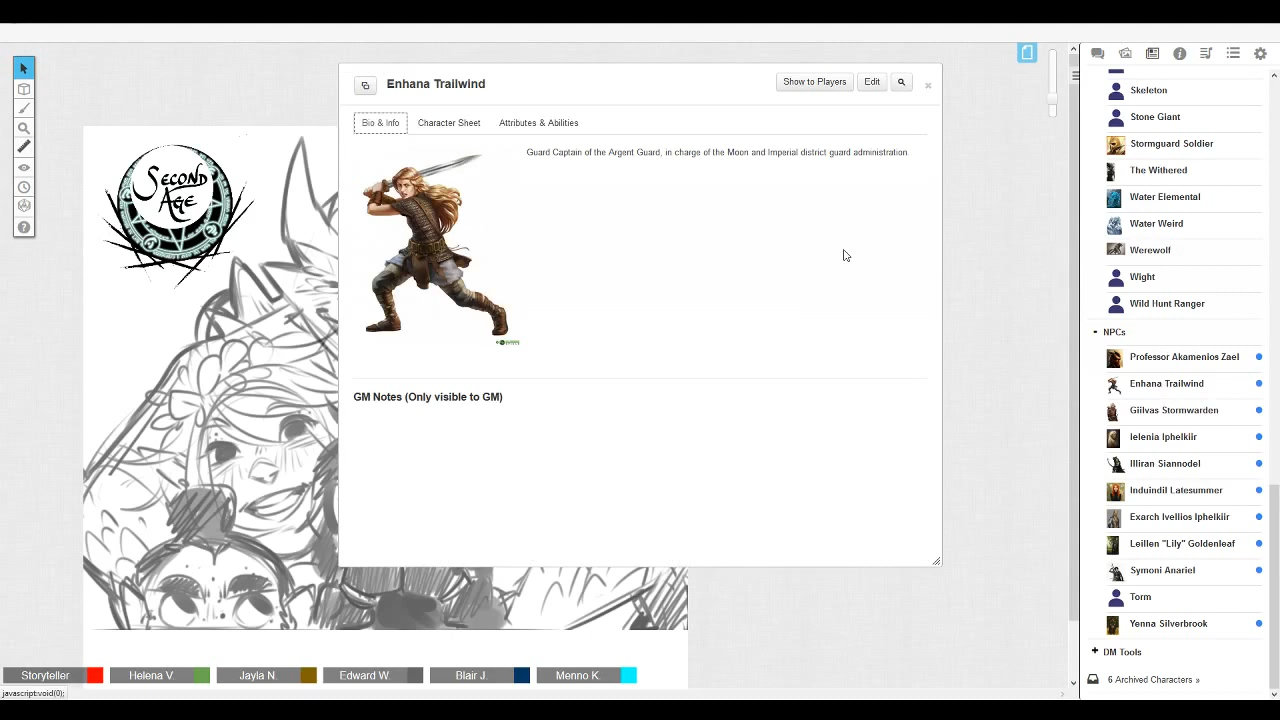 Enhana Trailwind
Show to Players
Edit
Bio & Info
Character Sheet
Attributes & Abilities
Guard Captain of the Argent Guard, in charge of the Moon and Imperial district guard administration.
GM Notes (Only visible to GM)
SECOND
AGE
Skeleton
Stone Giant
Stormguard Soldier
The Withered
Water Elemental
Water Weird
Werewolf
Wight
Wild Hunt Ranger
NPCs
Professor Akamenios Zael
Enhana Trailwind
Giilvas Stormwarden
Ielenia Iphelkiir
Illiran Siannodel
Induindil Latesummer
Exarch Ivellios Iphelkiir
Leillen "Lily" Goldenleaf
Symoni Anariel
Torm
Yenna Silverbrook
DM Tools
6 Archived Characters »
Storyteller
Helena V.
Jayla N.
Edward W.
Blair J.
Menno K.
javascript:void(0);